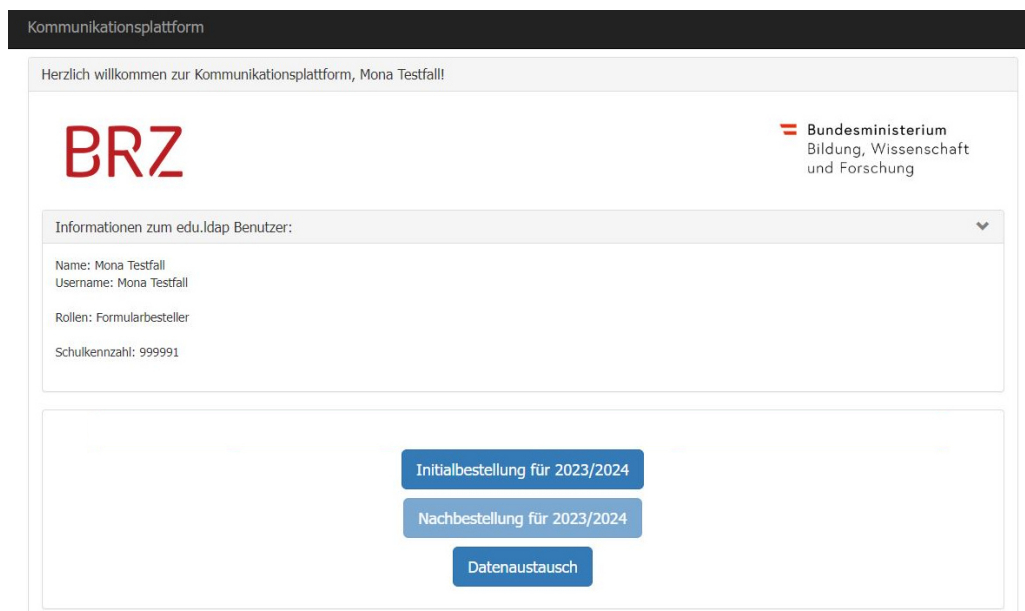 Kommunikationsplattform
Herzlich willkommen zur Kommunikationsplattform, Mona Testfall!
BRZ
Bundesministerium
Bildung, Wissenschaft
und Forschung
Informationen zum edu.ldap Benutzer:
Name: Mona Testfall
Username: Mona Testfall
Rollen: Formularbesteller
Schulkennzahl: 999991
Initialbestellung für 2023/2024
Nachbestellung für 2023/2024
Datenaustausch